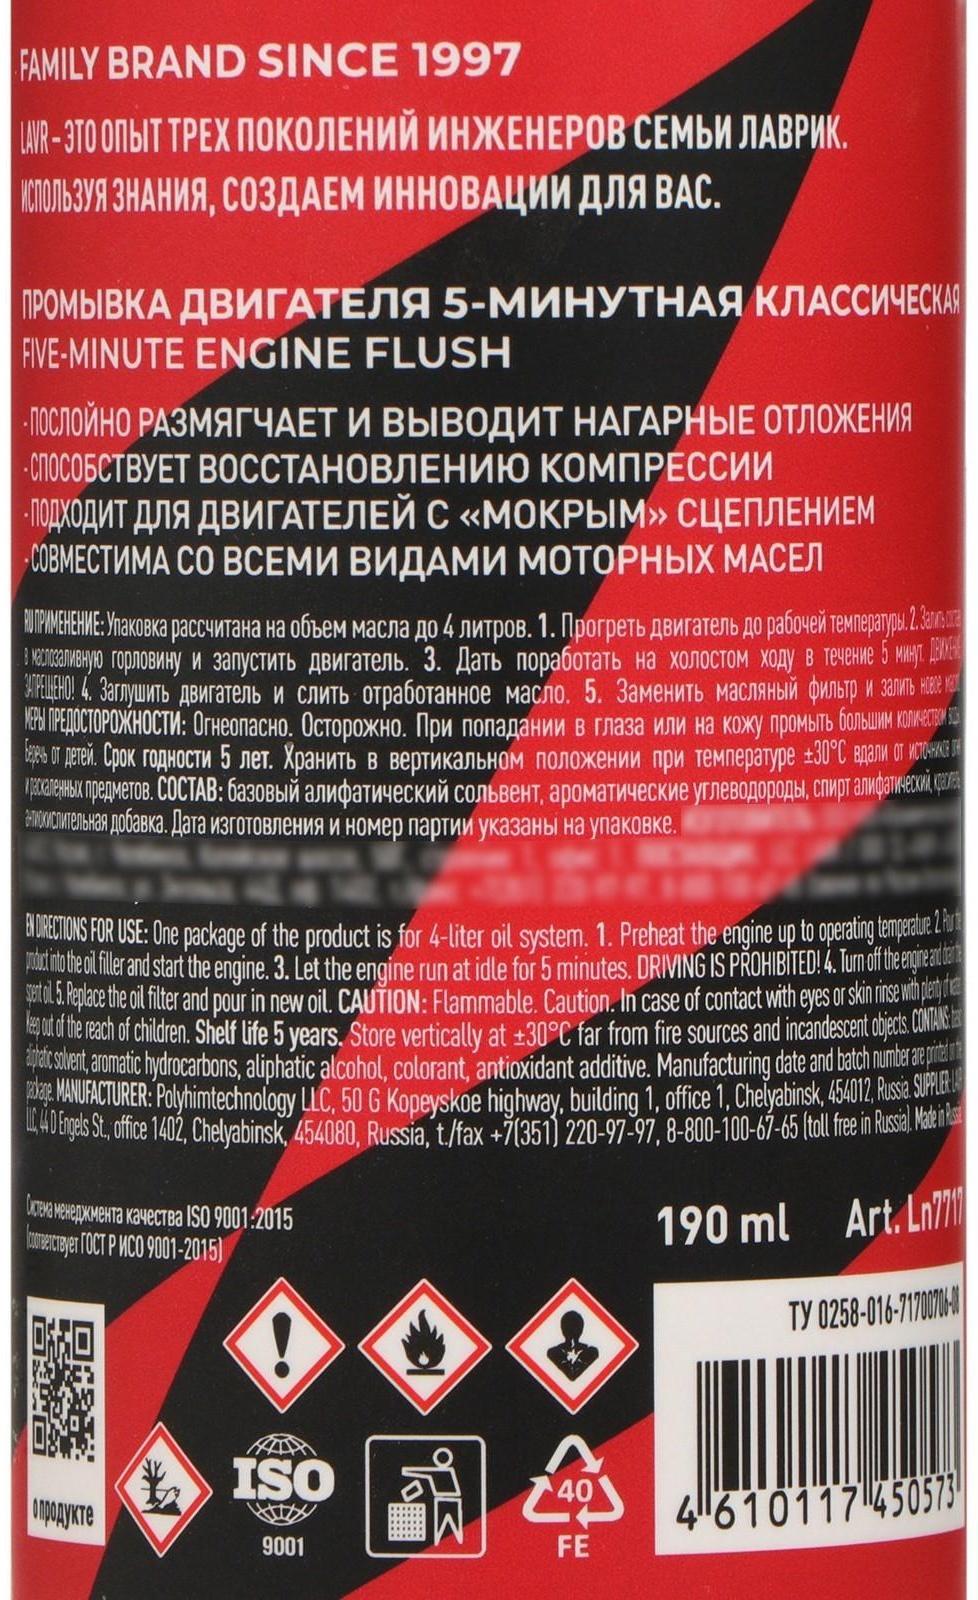 FAMILY BRAND SINCE 1997
LAVR – ЭТО ОПЫТ ТРЕХ ПОКОЛЕНИЙ ИНЖЕНЕРОВ СЕМЬИ ЛАВРИК.
ИСПОЛЬЗУЯ ЗНАНИЯ, СОЗДАЕМ ИННОВАЦИИ ДЛЯ ВАС.
ПРОМЫВКА ДВИГАТЕЛЯ 5-МИНУТНАЯ КЛАССИЧЕСКАЯ
FIVE-MINUTE ENGINE FLUSH
- ПОСЛОЙНО РАЗМЯГЧАЕТ И ВЫВОДИТ НАГАРНЫЕ ОТЛОЖЕНИЯ
- СПОСОБСТВУЕТ ВОССТАНОВЛЕНИЮ КОМПРЕССИИ
- ПОДХОДИТ ДЛЯ ДВИГАТЕЛЕЙ С «МОКРЫМ» СЦЕПЛЕНИЕМ
- СОВМЕСТИМА СО ВСЕМИ ВИДАМИ МОТОРНЫХ МАСЕЛ
RU ПРИМЕНЕНИЕ: Упаковка рассчитана на объем масла до 4 литров. 1. Прогреть двигатель до рабочей температуры. 2. Залить состав
в маслозаливную горловину и запустить двигатель. 3. Дать поработать на холостом ходу в течение 5 минут. ДВИЖЕНИЕ
ЗАПРЕЩЕНО! 4. Заглушить двигатель и слить отработанное масло. 5. Заменить масляный фильтр и залить новое масло.
МЕРЫ ПРЕДОСТОРОЖНОСТИ: Огнеопасно. Осторожно. При попадании в глаза или на кожу промыть большим количеством воды.
Беречь от детей. Срок годности 5 лет. Хранить в вертикальном положении при температуре ±30°C вдали от источников огня
и раскаленных предметов. СОСТАВ: базовый алифатический сольвент, ароматические углеводороды, спирт алифатический, краситель,
антиокислительная добавка. Дата изготовления и номер партии указаны на упаковке.
EN DIRECTIONS FOR USE: One package of the product is for 4-liter oil system. 1. Preheat the engine up to operating temperature. 2. Pour the
product into the oil filler and start the engine. 3. Let the engine run at idle for 5 minutes. DRIVING IS PROHIBITED! 4. Turn off the engine and drain the
spent oil. 5. Replace the oil filter and pour in new oil. CAUTION: Flammable. Caution. In case of contact with eyes or skin rinse with plenty of water.
Keep out of the reach of children. Shelf life 5 years. Store vertically at ±30°C far from fire sources and incandescent objects. CONTAINS: base
aliphatic solvent, aromatic hydrocarbons, aliphatic alcohol, colorant, antioxidant additive. Manufacturing date and batch number are printed on the
package. MANUFACTURER: Polyhimtechnology LLC, 50 G Kopeyskoe highway, building 1, office 1, Chelyabinsk, 454012, Russia. SUPPLIER: LAVR
LLC, 44 D Engels St., office 1402, Chelyabinsk, 454080, Russia, t./fax +7(351) 220-97-97, 8-800-100-67-65 (toll free in Russia). Made in Russia.
Система менеджмента качества ISO 9001:2015
(соответствует ГОСТ Р ИСО 9001-2015)
190 ml Art. Ln7717
ТУ 0258-016-71700706-08
ISO
9001
40
FE
о продукте
4 610117 450573